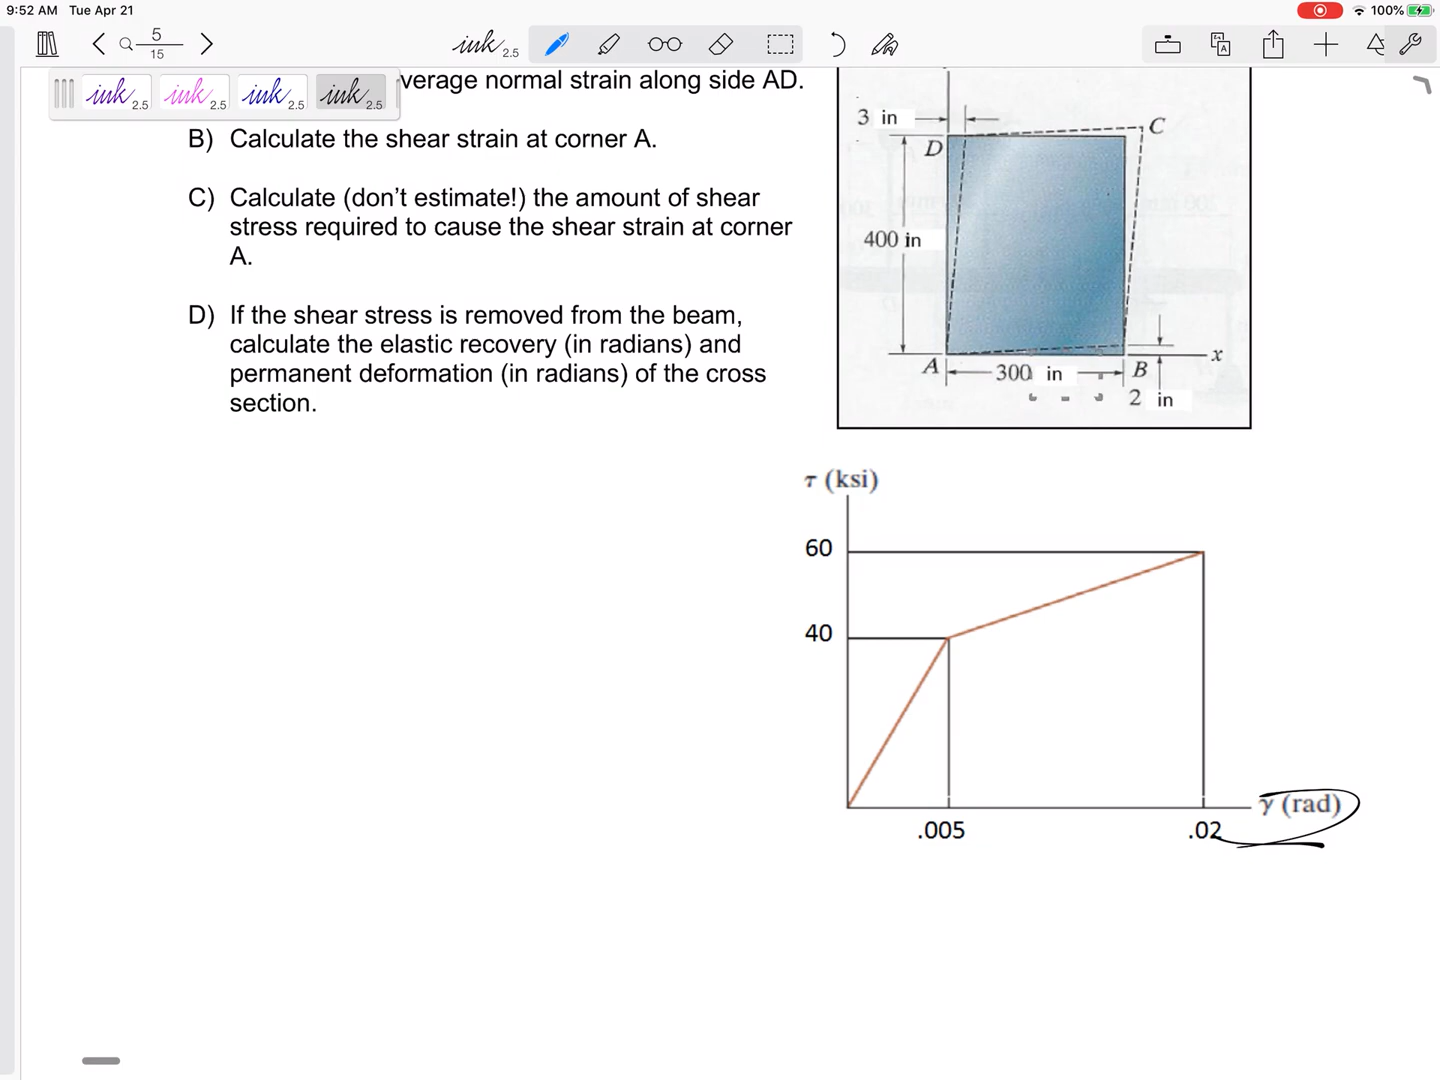 9:52 AM Tue Apr 21
100%
5
15
ink 2.5
ink 2.5 ink 2.5 ink 2.5 ink 2.5
verage normal strain along side AD.
B) Calculate the shear strain at corner A.
C) Calculate (don’t estimate!) the amount of shear
stress required to cause the shear strain at corner
A.
D) If the shear stress is removed from the beam,
calculate the elastic recovery (in radians) and
permanent deformation (in radians) of the cross
section.
3 in
C
D
400 in
x
A
300 in
B
2 in
τ (ksi)
60
40
γ (rad)
.005
.02